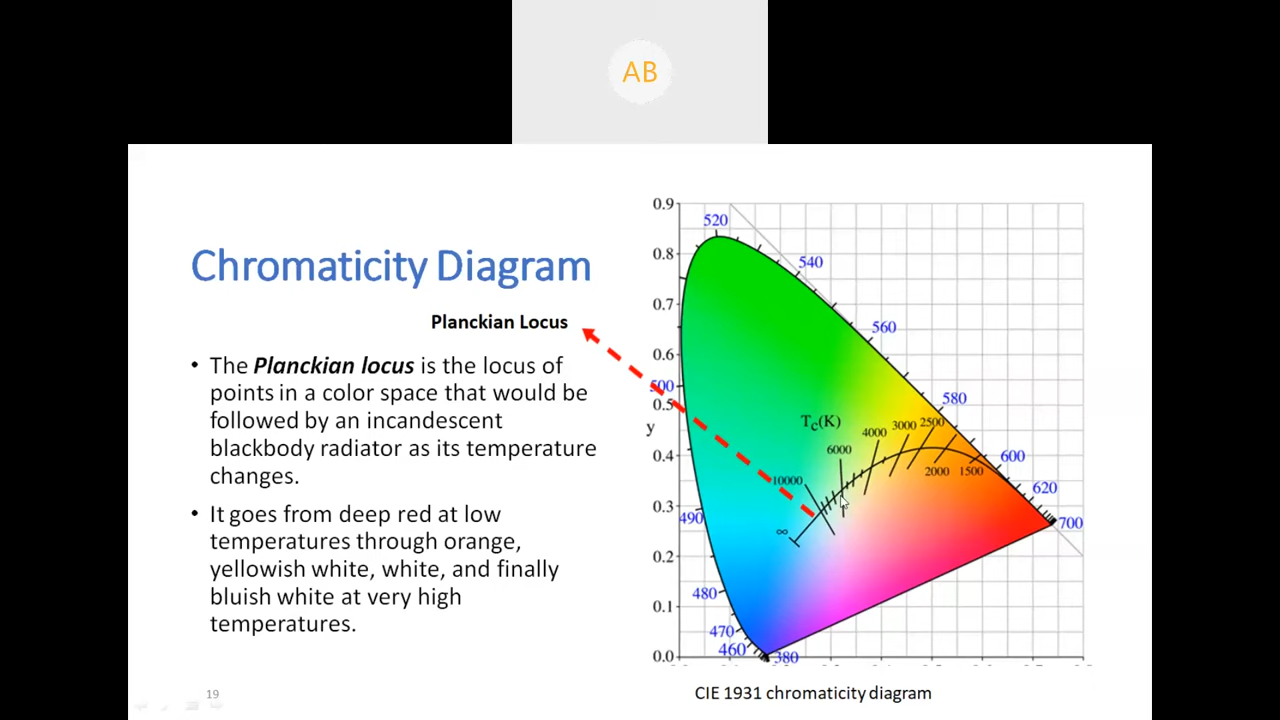 AB
Chromaticity Diagram
Planckian Locus
• The Planckian locus is the locus of
points in a color space that would be
followed by an incandescent
blackbody radiator as its temperature
changes.
• It goes from deep red at low
temperatures through orange,
yellowish white, white, and finally
bluish white at very high
temperatures.
19
0.9
0.8
0.7
0.6
0.5
y
0.4
0.3
0.2
0.1
0.0
520
540
560
580
600
620
700
500
490
480
470
460
380
Tc(K)
∞
10000
6000
4000
3000
2500
2000
1500
CIE 1931 chromaticity diagram